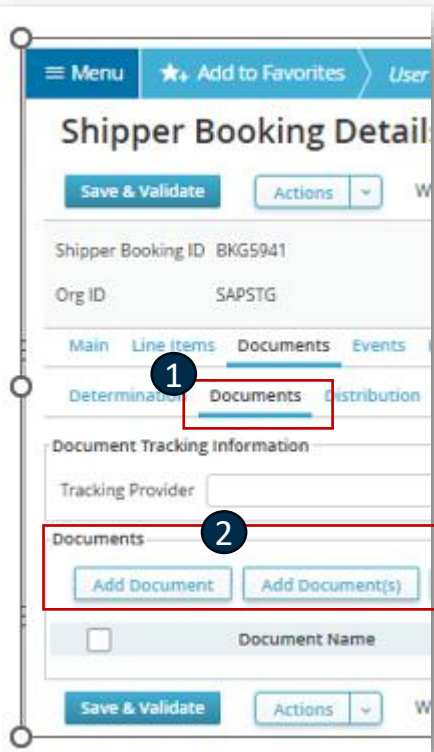 ≡ Menu ★+ Add to Favorites User
Shipper Booking Detail
Save & Validate Actions W
Shipper Booking ID BKG5941
Org ID SAPSTG
Main Line Items Documents Events
1
Determination Documents Distribution
Document Tracking Information
Tracking Provider
Documents 2
Add Document Add Document(s)
Document Name
Save & Validate Actions W